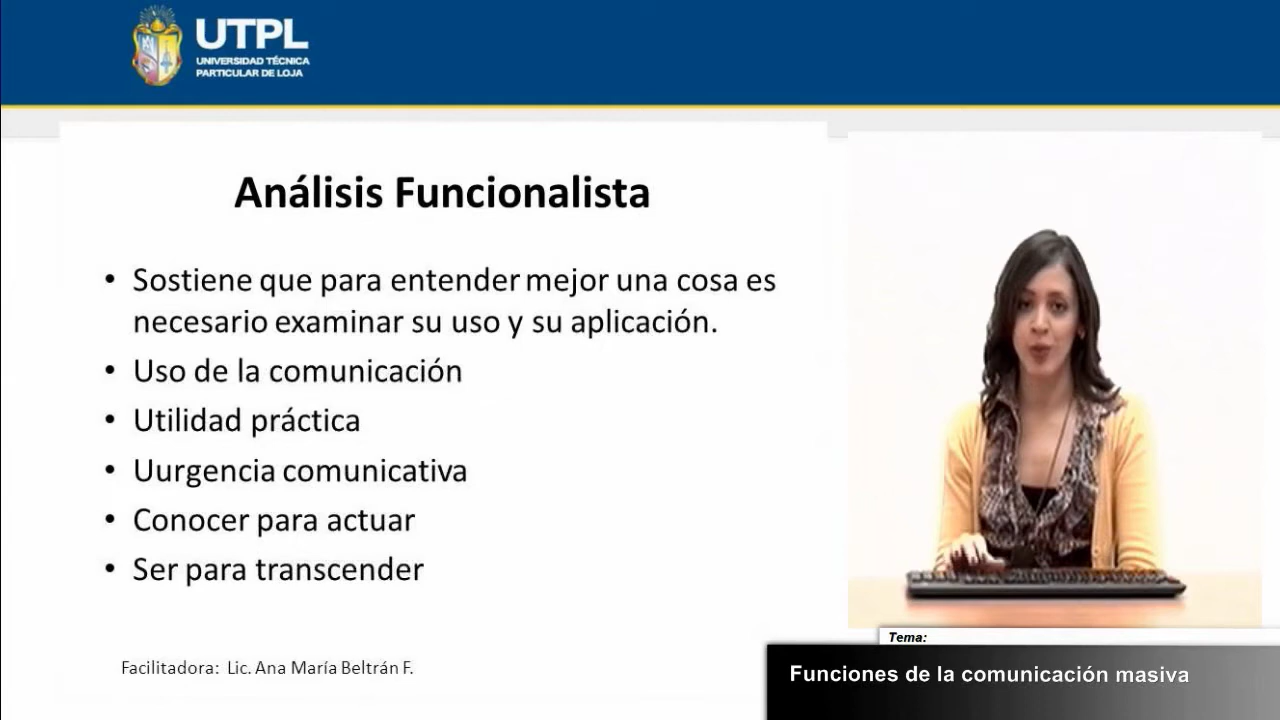 UTPL
UNIVERSIDAD TÉCNICA
PARTICULAR DE LOJA
Análisis Funcionalista
• Sostiene que para entender mejor una cosa es
necesario examinar su uso y su aplicación.
• Uso de la comunicación
• Utilidad práctica
• Uurgencia comunicativa
• Conocer para actuar
• Ser para transcender
Facilitadora: Lic. Ana María Beltrán F.
Tema:
Funciones de la comunicación masiva